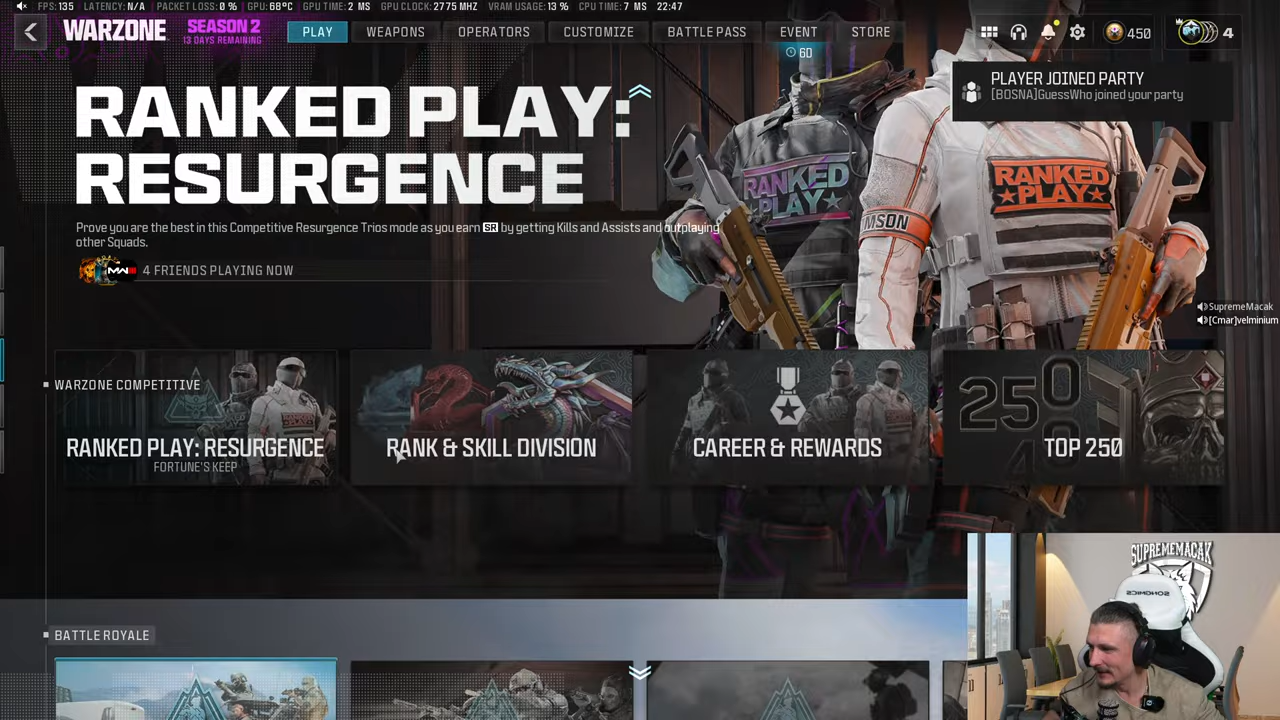 FPS: 135 LATENCY: N/A PACKET LOSS: 0 % GPU: 68°C GPU TIME: 2 MS GPU CLOCK: 2775 MHZ VRAM USAGE: 13 % CPU TIME: 7 MS 22:47
WARZONE
SEASON 2
13 DAYS REMAINING
PLAY
WEAPONS
OPERATORS
CUSTOMIZE
BATTLE PASS
EVENT
STORE
6D
450
4
PLAYER JOINED PARTY
[BOSNA]GuessWho joined your party
RANKED PLAY:
RESURGENCE
Prove you are the best in this Competitive Resurgence Trios mode as you earn SR by getting Kills and Assists and outplaying
other Squads.
4 FRIENDS PLAYING NOW
RANKED
PLAY
RANKED
PLAY
MSON
SupremeMacak
[Cmar]velminium
WARZONE COMPETITIVE
RANKED PLAY: RESURGENCE
FORTUNE'S KEEP
RANK & SKILL DIVISION
CAREER & REWARDS
250
TOP 250
BATTLE ROYALE
SUPREMEMACAK